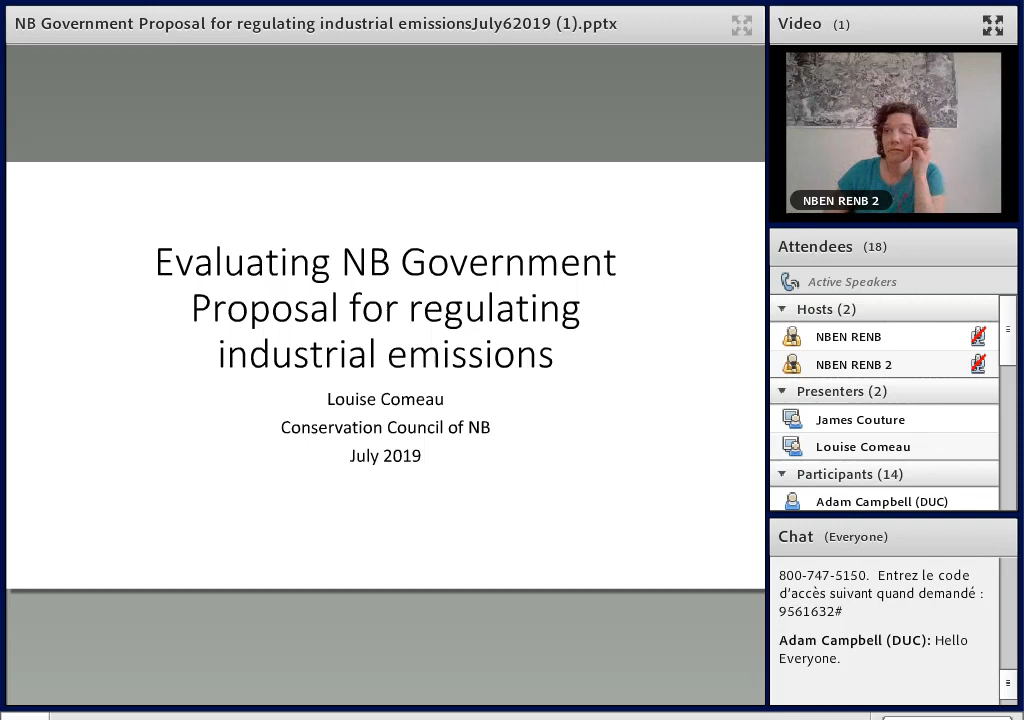 NB Government Proposal for regulating industrial emissionsJuly62019 (1).pptx
Evaluating NB Government
Proposal for regulating
industrial emissions
Louise Comeau
Conservation Council of NB
July 2019
Video (1)
NBEN RENB 2
Attendees (18)
Active Speakers
Hosts (2)
NBEN RENB
NBEN RENB 2
Presenters (2)
James Couture
Louise Comeau
Participants (14)
Adam Campbell (DUC)
Chat (Everyone)
800-747-5150. Entrez le code
d’accès suivant quand demandé :
9561632#
Adam Campbell (DUC): Hello
Everyone.